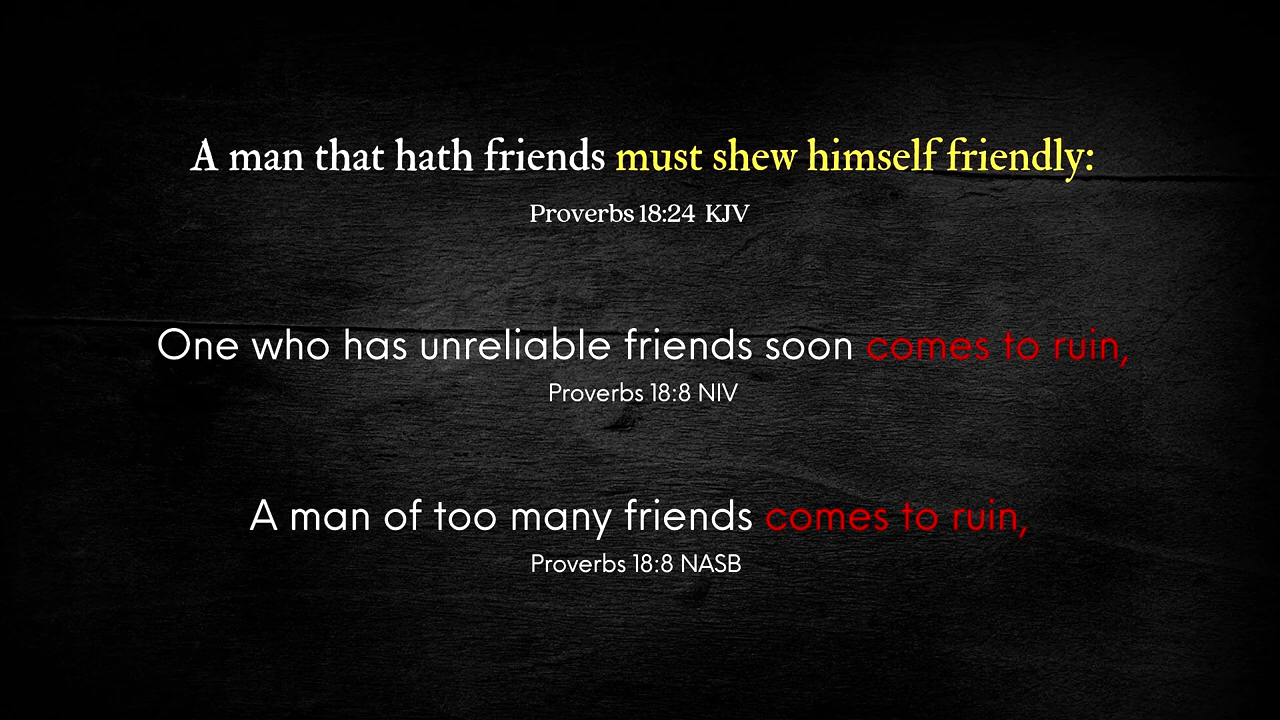 A man that hath friends must shew himself friendly:
Proverbs 18:24 KJV
One who has unreliable friends soon comes to ruin,
Proverbs 18:8 NIV
A man of too many friends comes to ruin,
Proverbs 18:8 NASB